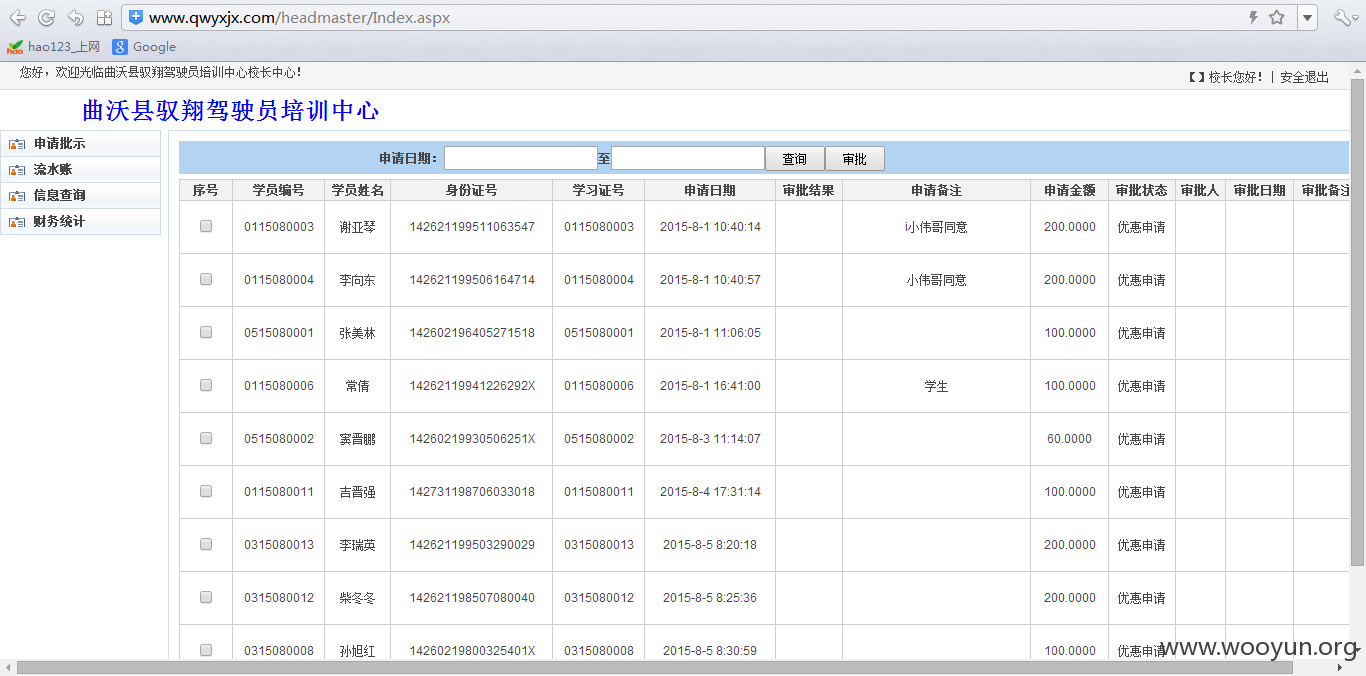 www.qwyxjx.com/headmaster/Index.aspx
hao123_上网 Google
您好，欢迎光临曲沃县驭翔驾驶员培训中心校长中心！
【】校长您好！ | 安全退出
曲沃县驭翔驾驶员培训中心
申请批示
流水账
信息查询
财务统计
申请日期： 至 查询 审批
序号 学员编号 学员姓名 身份证号 学习证号 申请日期 审批结果 申请备注 申请金额 审批状态 审批人 审批日期 审批备注
0115080003 谢亚琴 142621199511063547 0115080003 2015-8-1 10:40:14 i小伟哥同意 200.0000 优惠申请
0115080004 李向东 142621199506164714 0115080004 2015-8-1 10:40:57 小伟哥同意 200.0000 优惠申请
0515080001 张美林 142602196405271518 0515080001 2015-8-1 11:06:05 100.0000 优惠申请
0115080006 常倩 14262119941226292X 0115080006 2015-8-1 16:41:00 学生 100.0000 优惠申请
0515080002 窦晋鹏 14260219930506251X 0515080002 2015-8-3 11:14:07 60.0000 优惠申请
0115080011 吉晋强 142731198706033018 0115080011 2015-8-4 17:31:14 100.0000 优惠申请
0315080013 李瑞英 142621199503290029 0315080013 2015-8-5 8:20:18 200.0000 优惠申请
0315080012 柴冬冬 142621198507080040 0315080012 2015-8-5 8:25:36 200.0000 优惠申请
0315080008 孙旭红 14260219800325401X 0315080008 2015-8-5 8:30:59 100.0000 优惠申请
www.wooyun.org